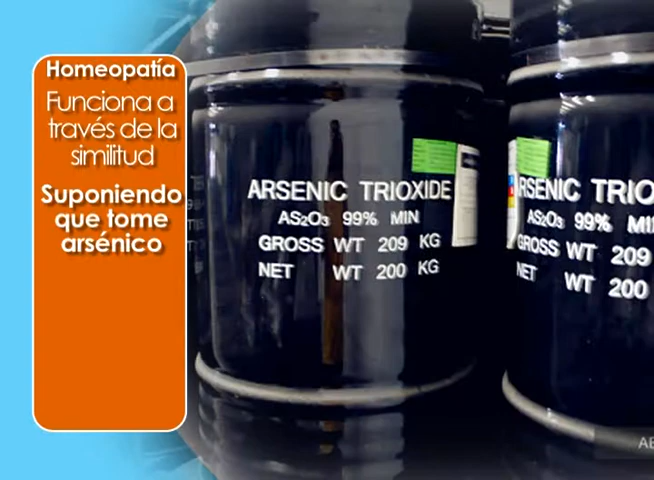 Homeopatía
Funciona a
través de la
similitud
Suponiendo
que tome
arsénico
ARSENIC TRIOXIDE
AS₂O₃ 99% MIN
GROSS WT 209 KG
NET WT 200 KG
RSENIC TRIO
AS₂O₃ 99% MI
GROSS WT 209
NET WT 200